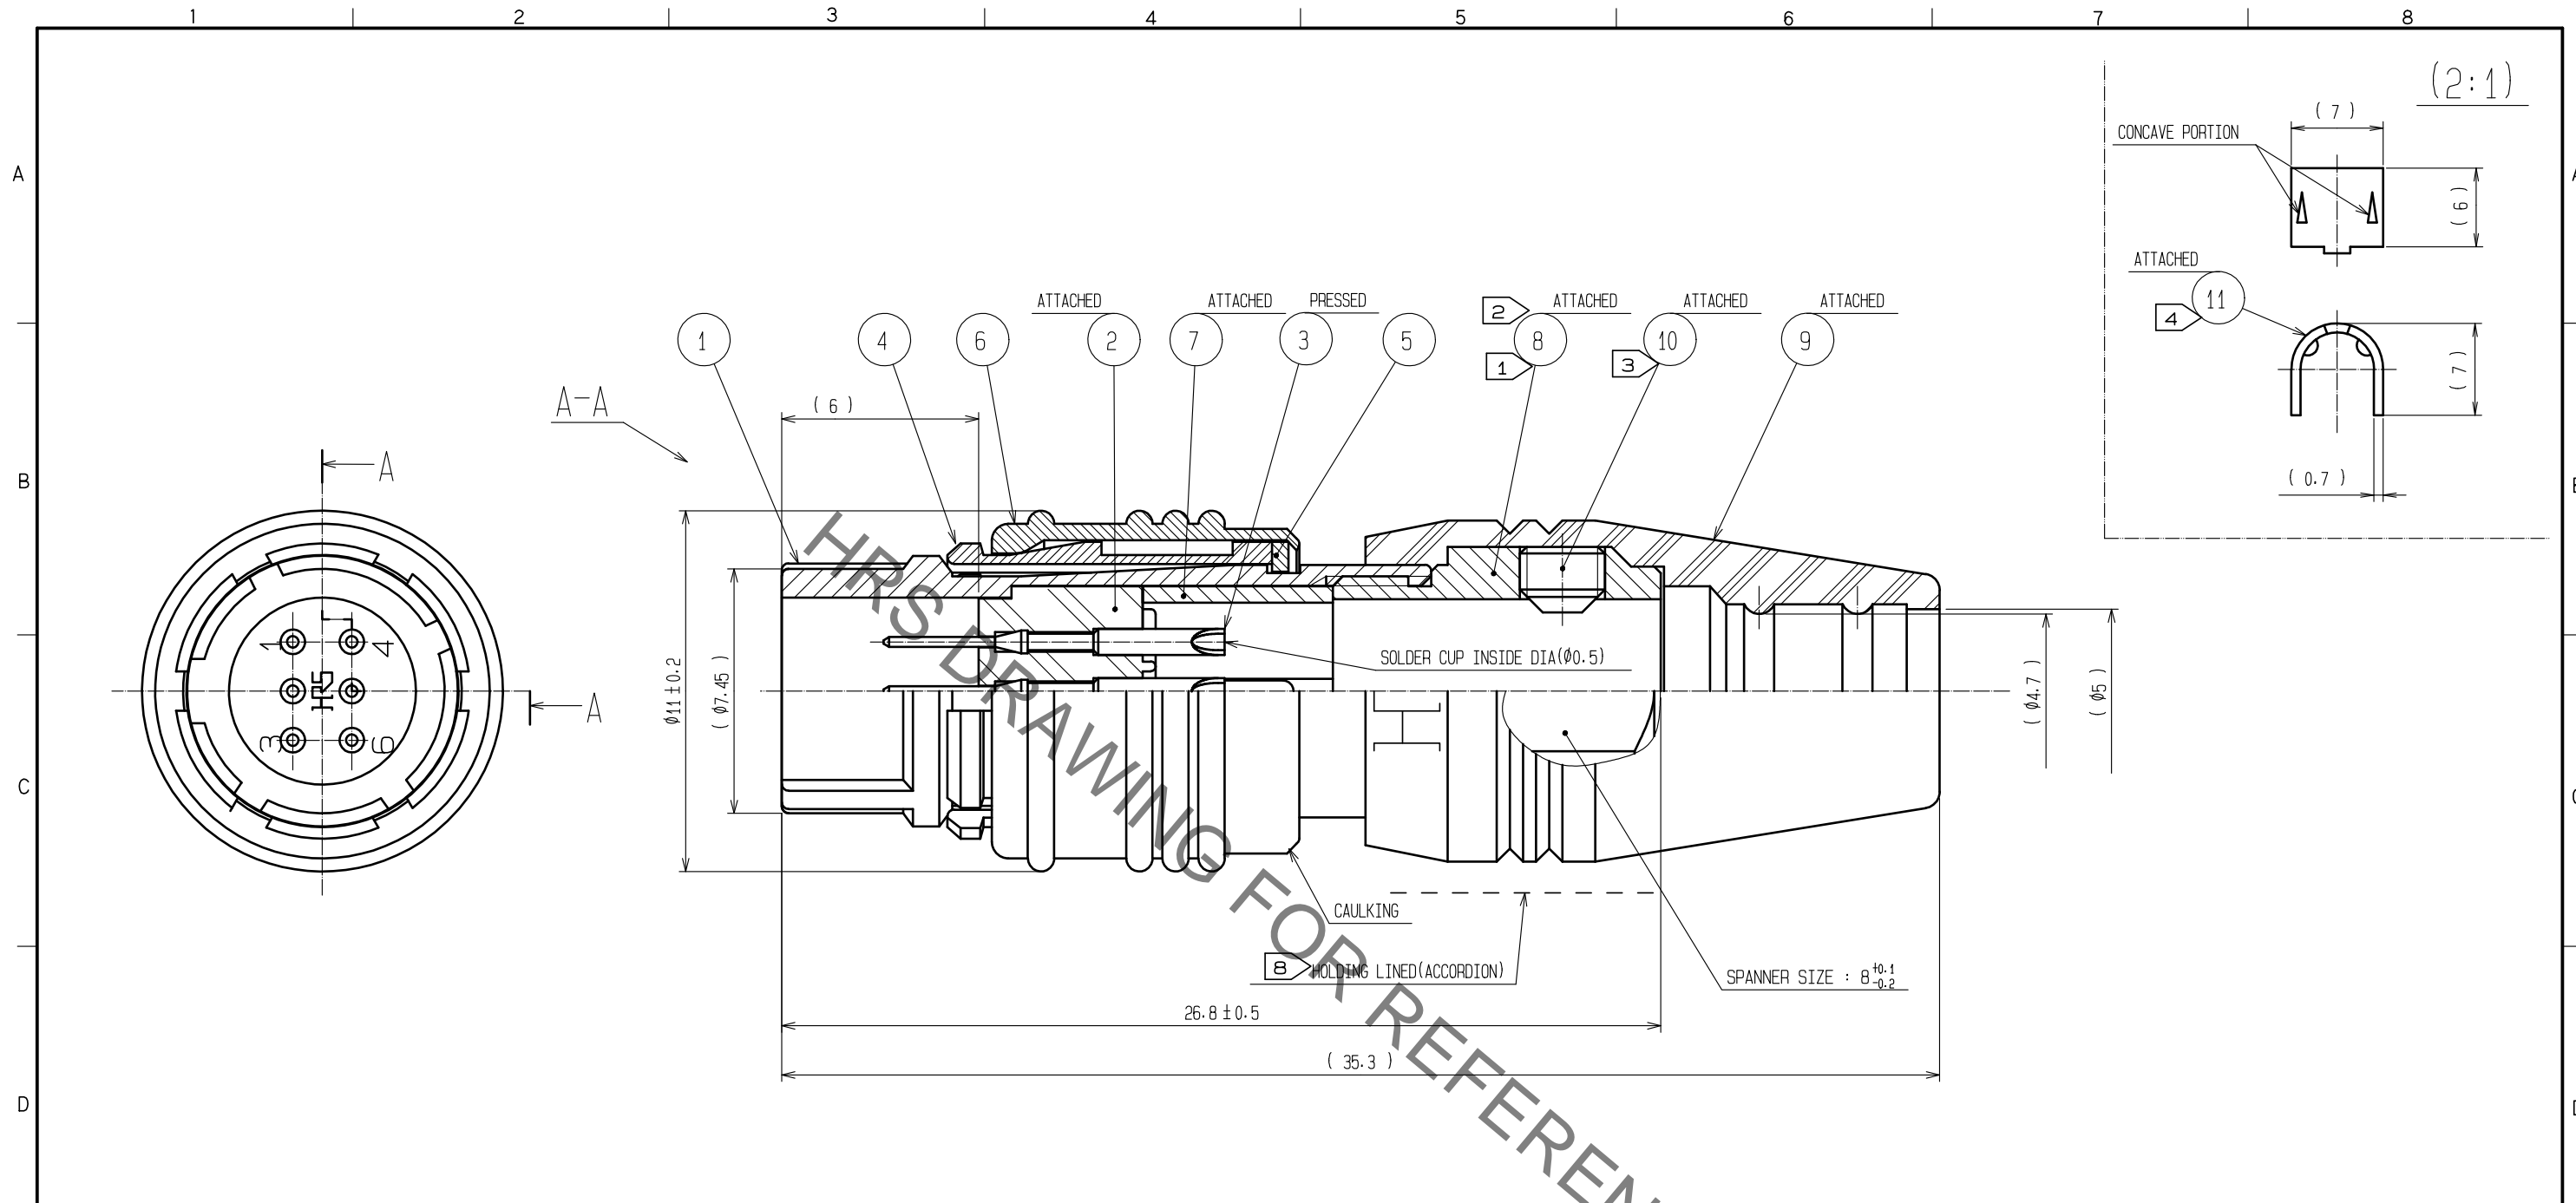 1 2 3 4 5 6 7 8
(2:1)
( 7 )
CONCAVE PORTION
A
( 6 )
ATTACHED
11
4
( 7 )
( 0.7 )
ATTACHED ATTACHED PRESSED ATTACHED ATTACHED ATTACHED
2
1 4 6 2 7 3 5 8 10 9
1 3
A-A
( 6 )
A
B
1 4
HRS
3 6
A
Ø11±0.2
( Ø7.45 )
SOLDER CUP INSIDE DIA(Ø0.5)
( Ø4.7 )
( Ø5 )
H
C
CAULKING
8 HOLDING LINED(ACCORDION)
SPANNER SIZE : 8 +0.1 -0.2
26.8±0.5
( 35.3 )
D
HRS DRAWING FOR